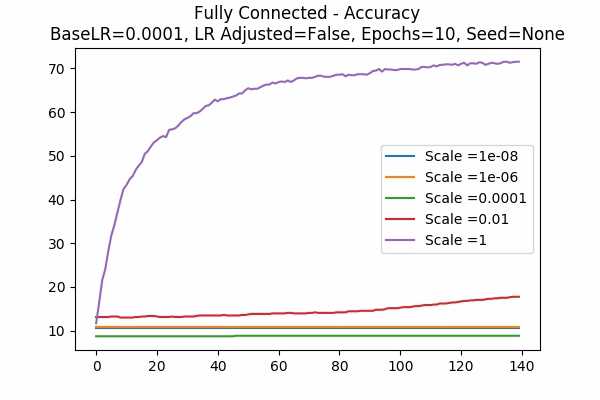 Fully Connected - Accuracy
BaseLR=0.0001, LR Adjusted=False, Epochs=10, Seed=None
70
60
50
40
30
20
10
Scale =1e-08
Scale =1e-06
Scale =0.0001
Scale =0.01
Scale =1
0 20 40 60 80 100 120 140